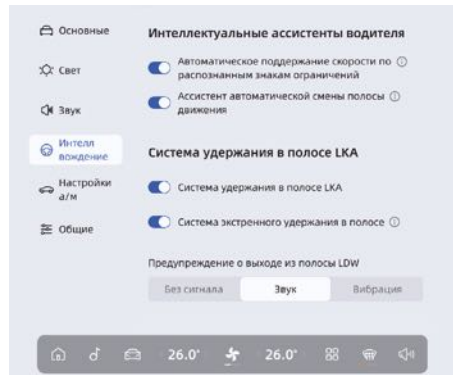 Основные
Свет
Звук
Интелл
вождение
Настройки
а/м
Общие
Интеллектуальные ассистенты водителя
Автоматическое поддержание скорости по
распознанным знакам ограничений
Ассистент автоматической смены полосы
движения
Система удержания в полосе LKA
Система удержания в полосе LKA
Система экстренного удержания в полосе
Предупреждение о выходе из полосы LDW
Без сигнала Звук Вибрация
26.0° 26.0°